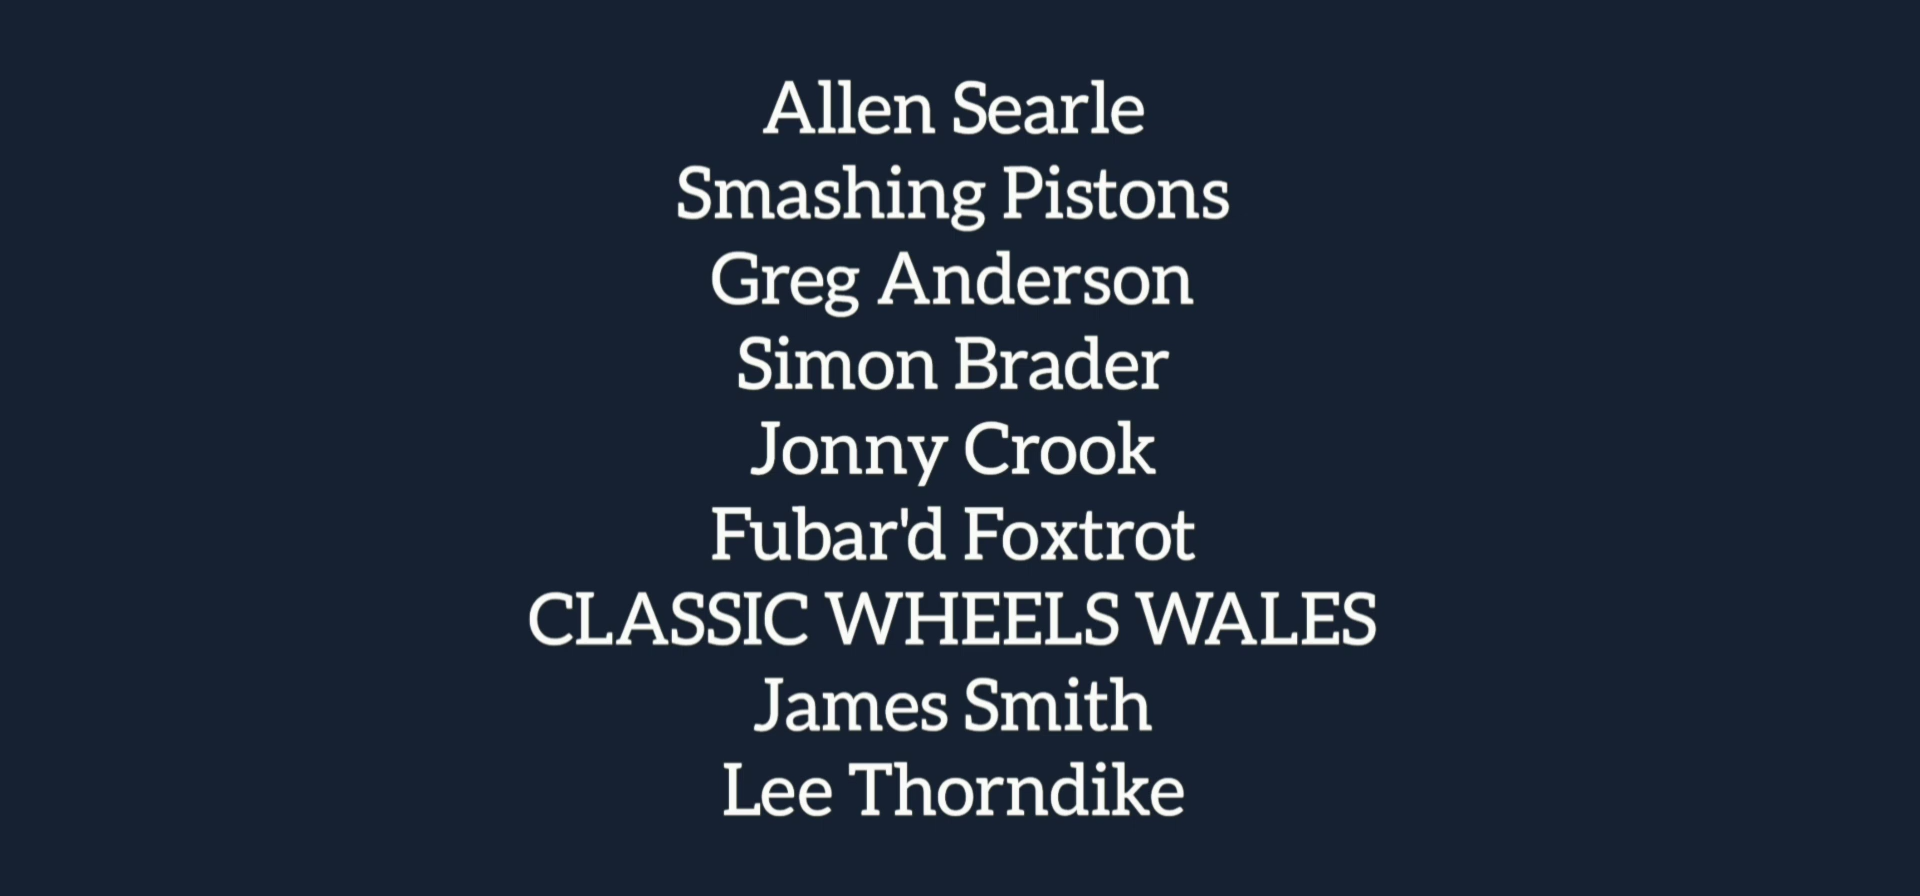 Allen Searle
Smashing Pistons
Greg Anderson
Simon Brader
Jonny Crook
Fubar'd Foxtrot
CLASSIC WHEELS WALES
James Smith
Lee Thorndike